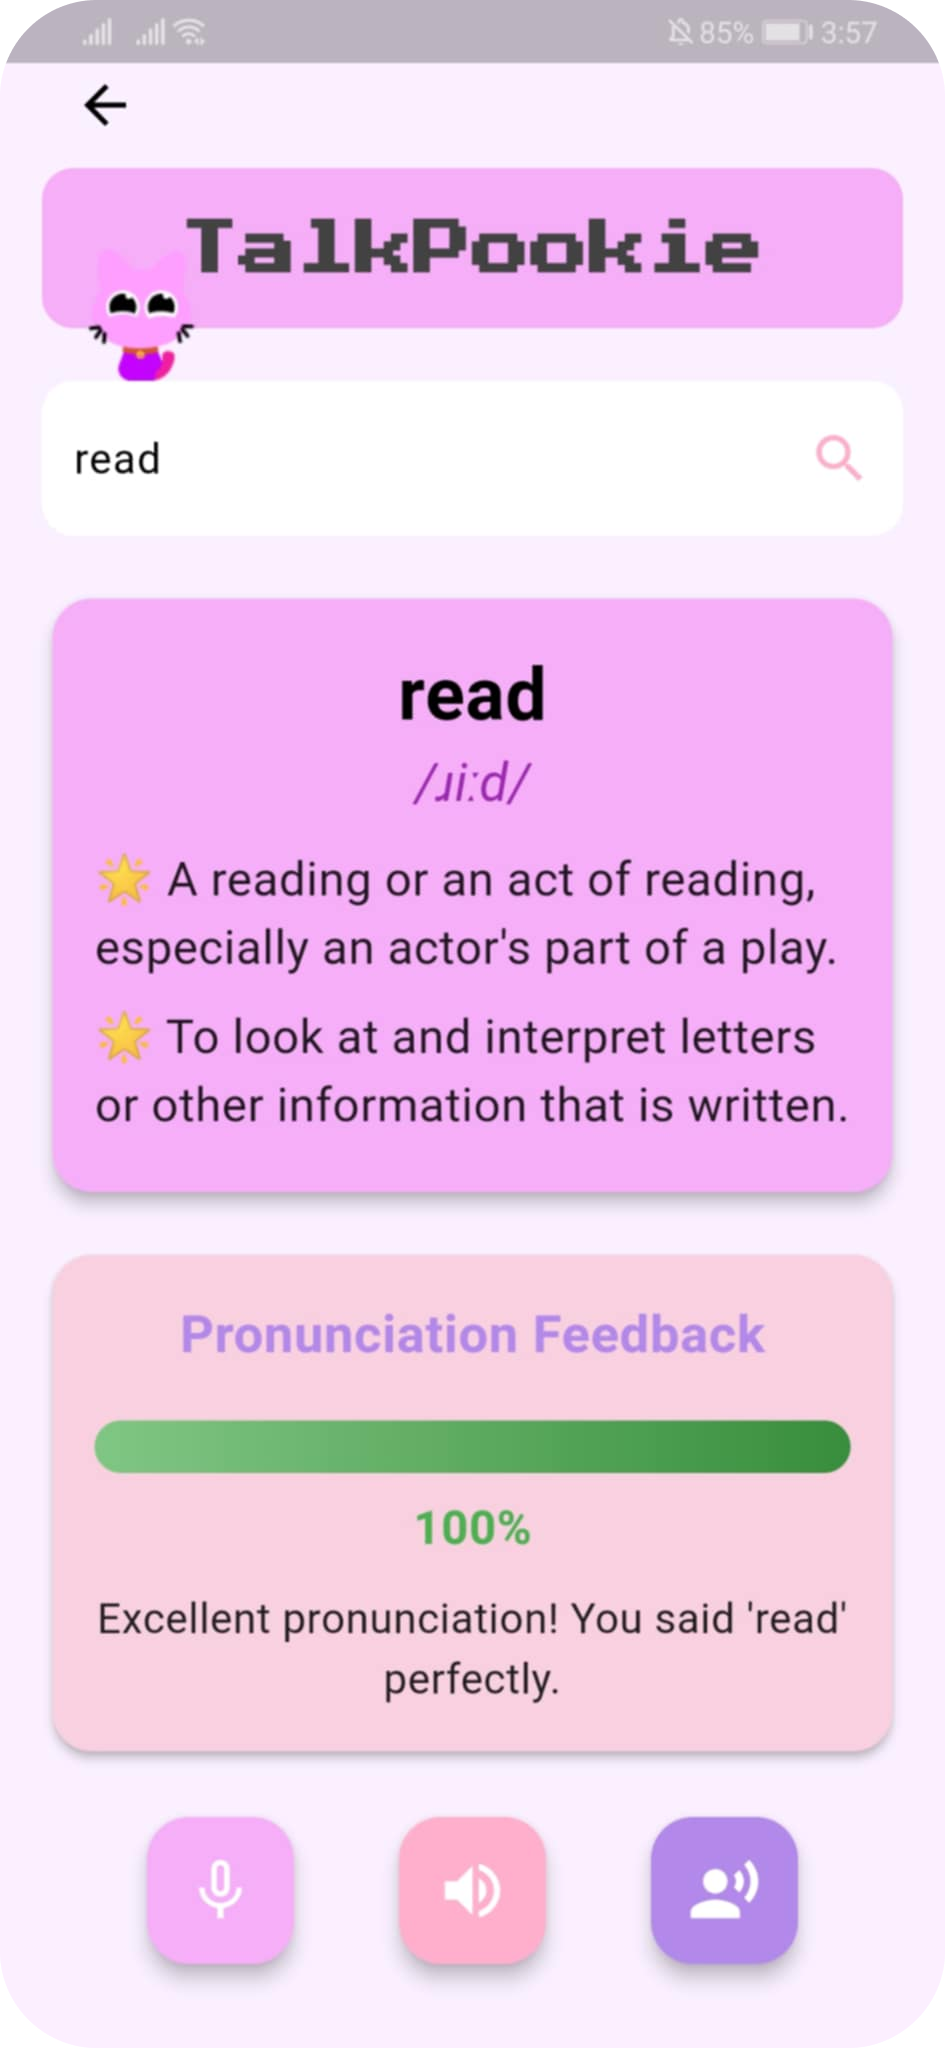 85% 3:57
TalkPookie
read
read
/ɹiːd/
🌟 A reading or an act of reading,
especially an actor's part of a play.
🌟 To look at and interpret letters
or other information that is written.
Pronunciation Feedback
100%
Excellent pronunciation! You said 'read'
perfectly.